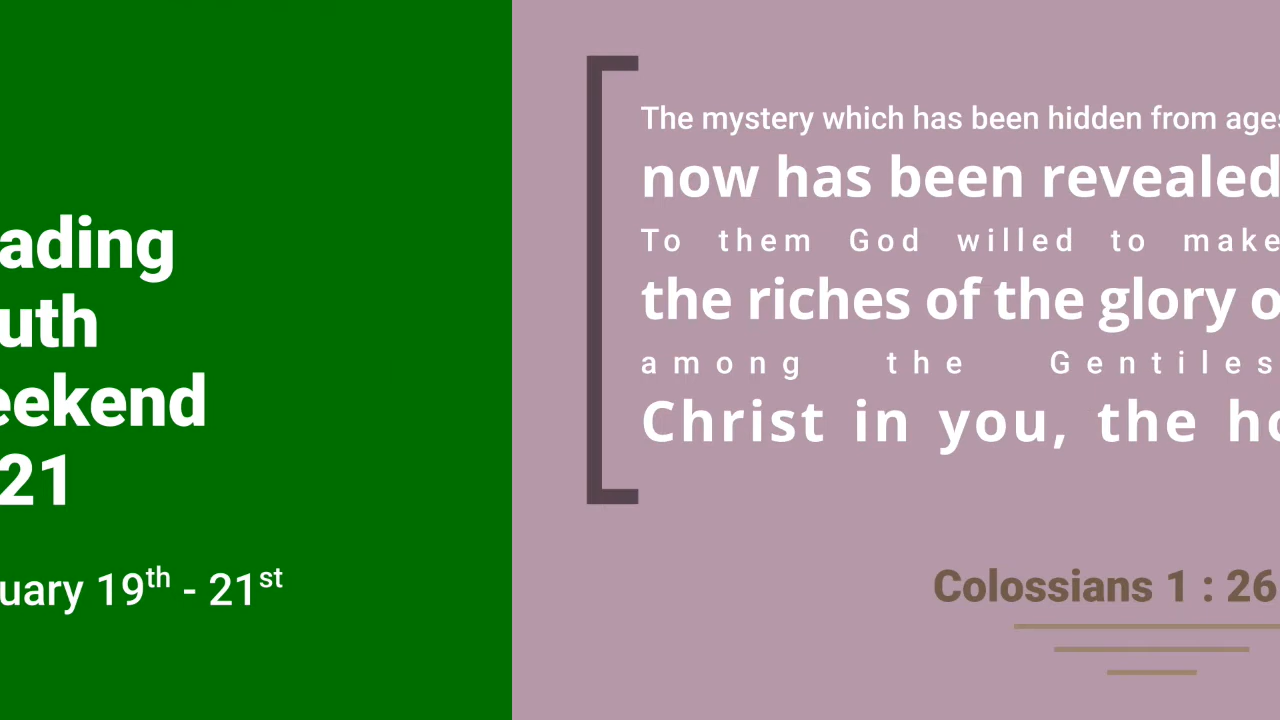 ading
uth
eekend
21
uary 19th - 21st
The mystery which has been hidden from ages
now has been revealed
To them God willed to make
the riches of the glory o
among the Gentiles
Christ in you, the ho
Colossians 1 : 26